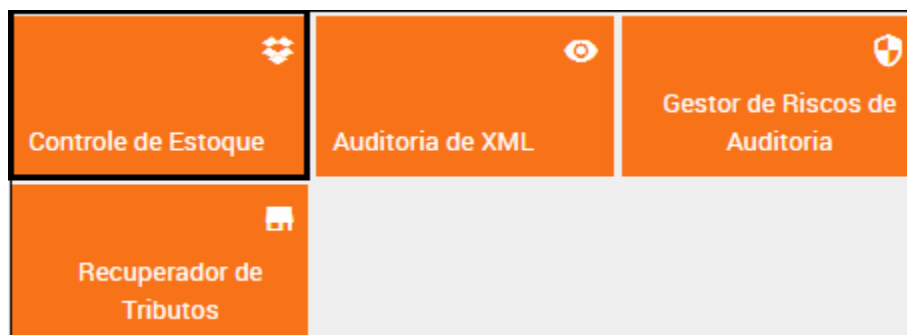 Controle de Estoque
Auditoria de XML
Gestor de Riscos de
Auditoria
Recuperador de
Tributos